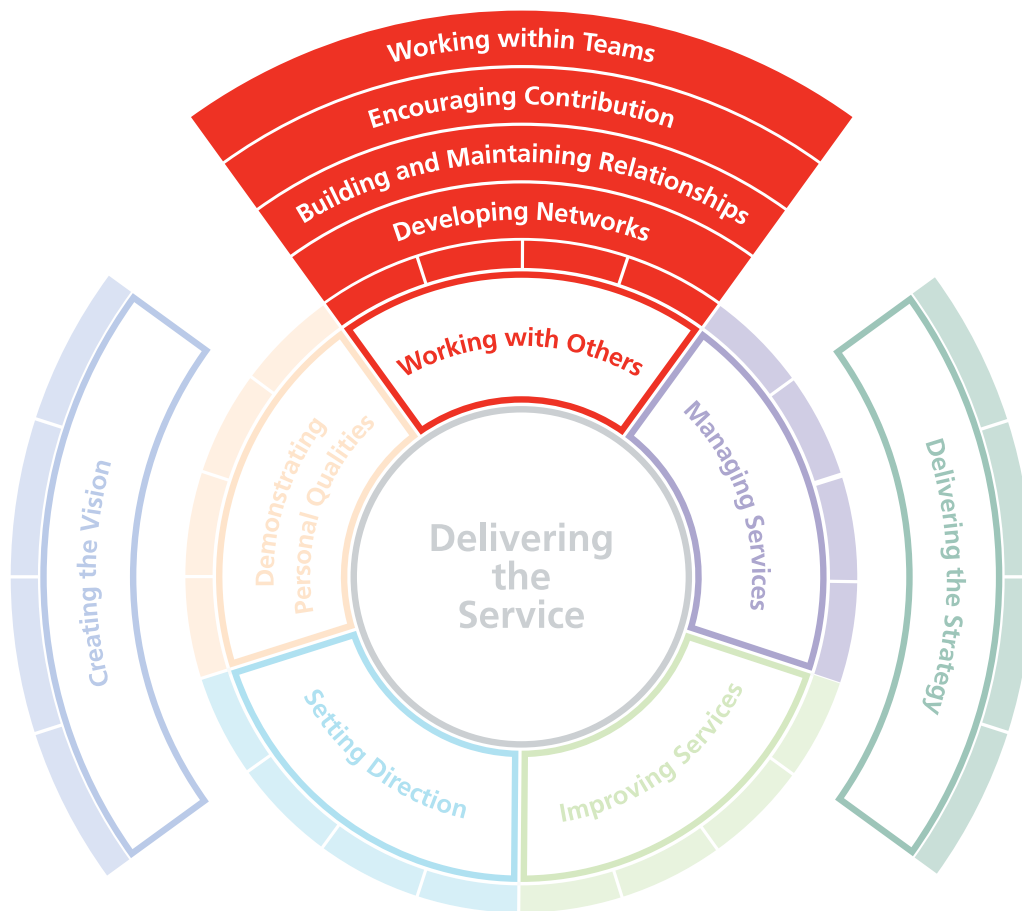 Working within Teams
Encouraging Contribution
Building and Maintaining Relationships
Developing Networks
Working with Others
Demonstrating
Personal Qualities
Managing Services
Creating the Vision
Delivering
the
Service
Delivering the Strategy
Setting Direction
Improving Services